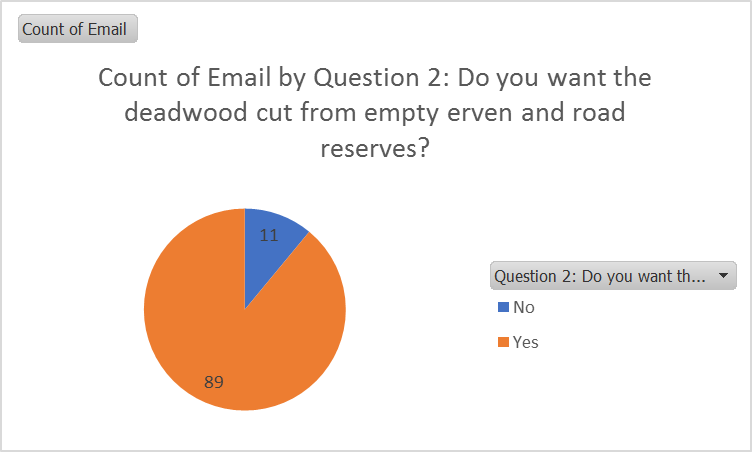 Count of Email
Count of Email by Question 2: Do you want the
deadwood cut from empty erven and road
reserves?
11
89
Question 2: Do you want th...
No
Yes